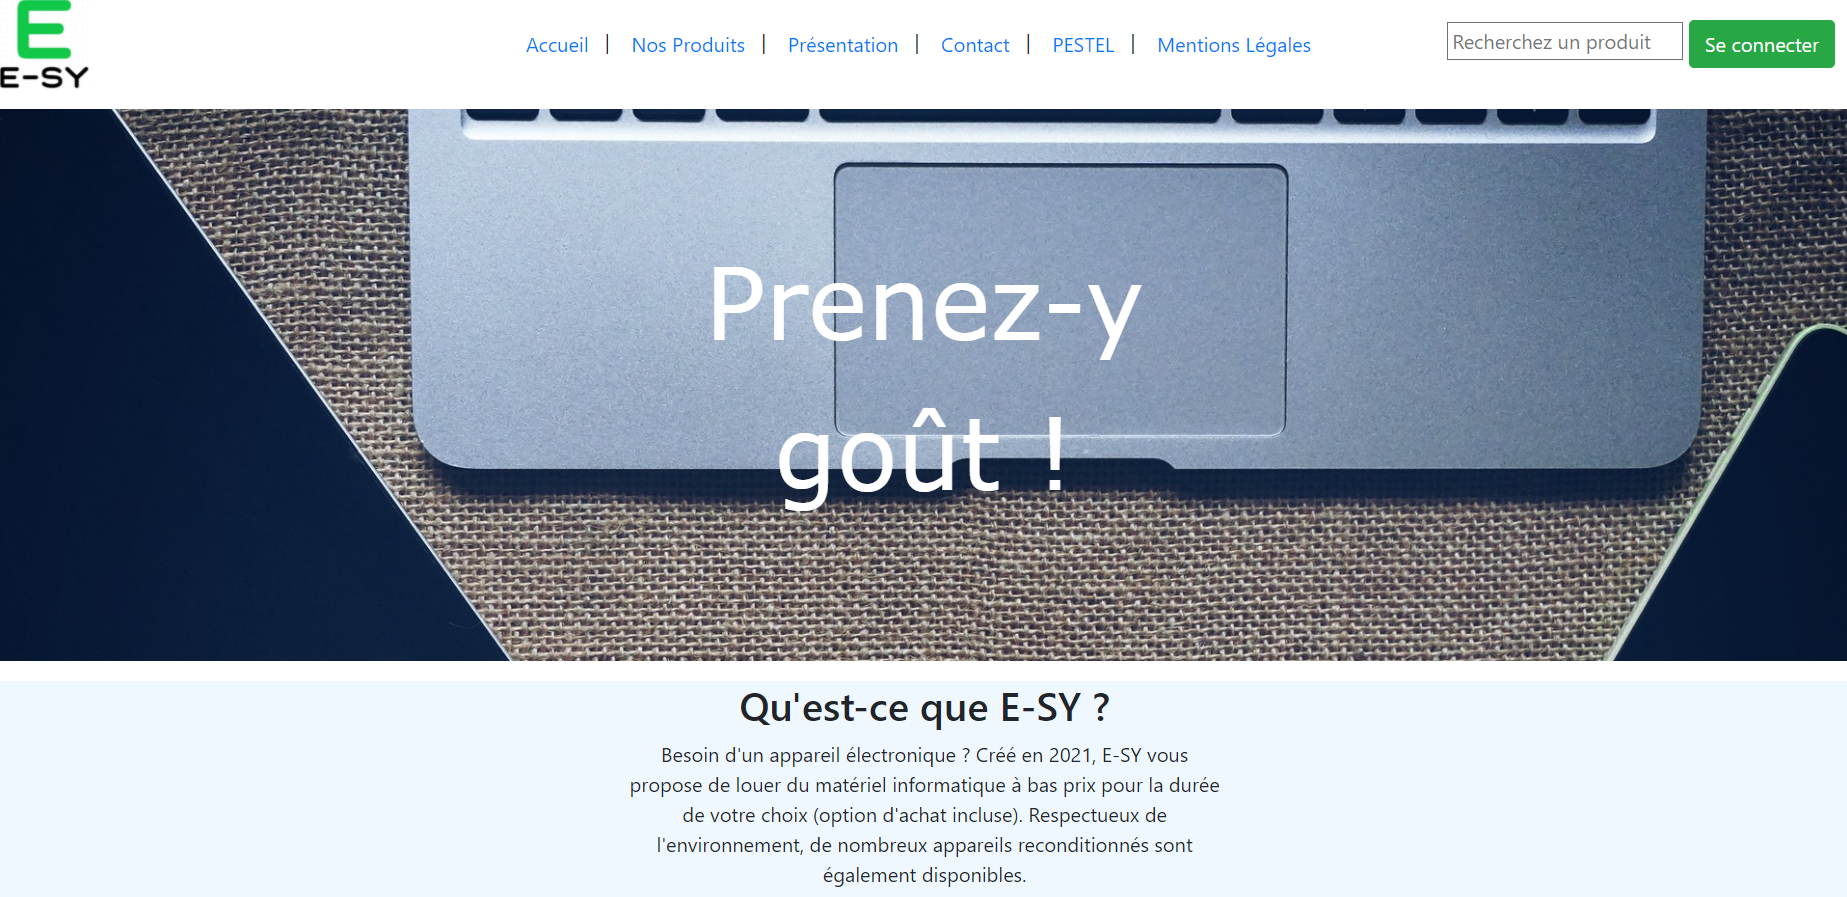 E
E-SY
Accueil | Nos Produits | Présentation | Contact | PESTEL | Mentions Légales
Recherchez un produit
Se connecter
Prenez-y
goût !
Qu'est-ce que E-SY ?
Besoin d'un appareil électronique ? Créé en 2021, E-SY vous
propose de louer du matériel informatique à bas prix pour la durée
de votre choix (option d'achat incluse). Respectueux de
l'environnement, de nombreux appareils reconditionnés sont
également disponibles.